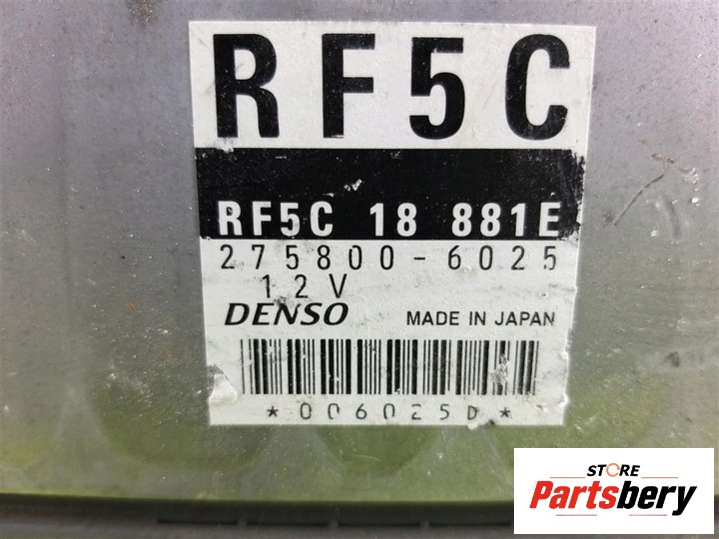 RF5C
RF5C 18 881E
275800-6025
12V
DENSO MADE IN JAPAN
*006025D*
STORE
Partsbery